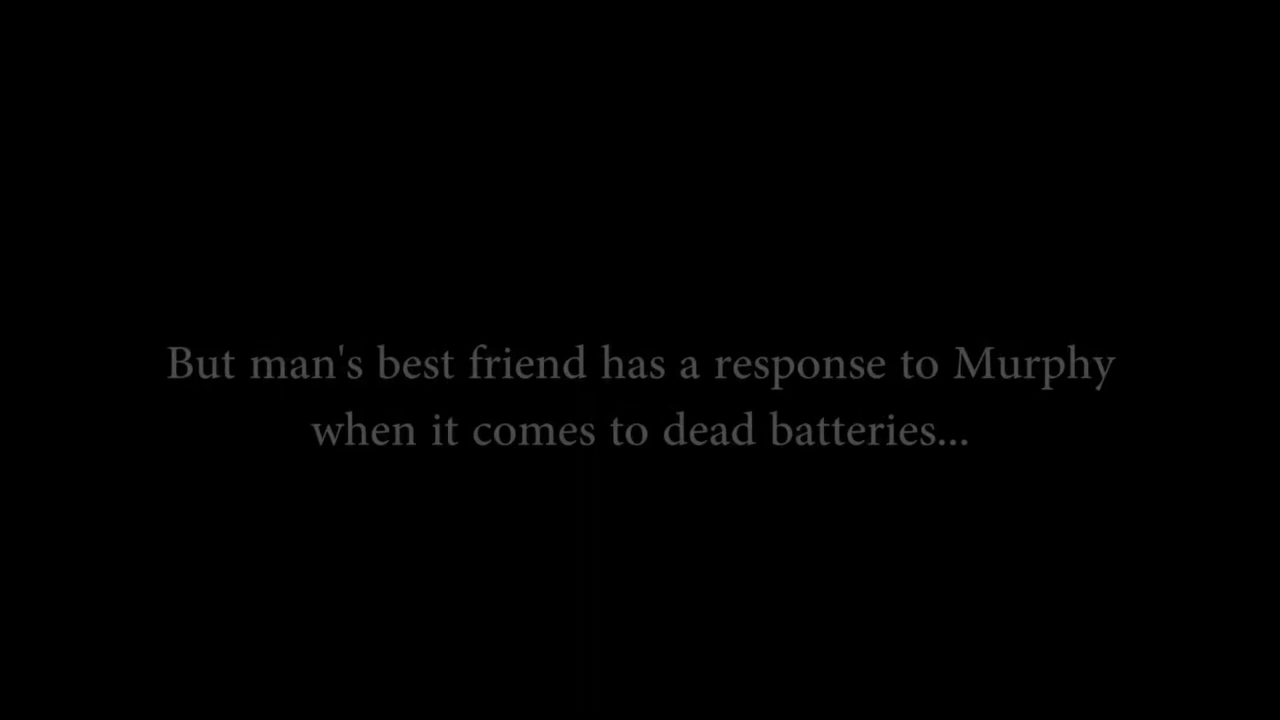 But man's best friend has a response to Murphy
when it comes to dead batteries...